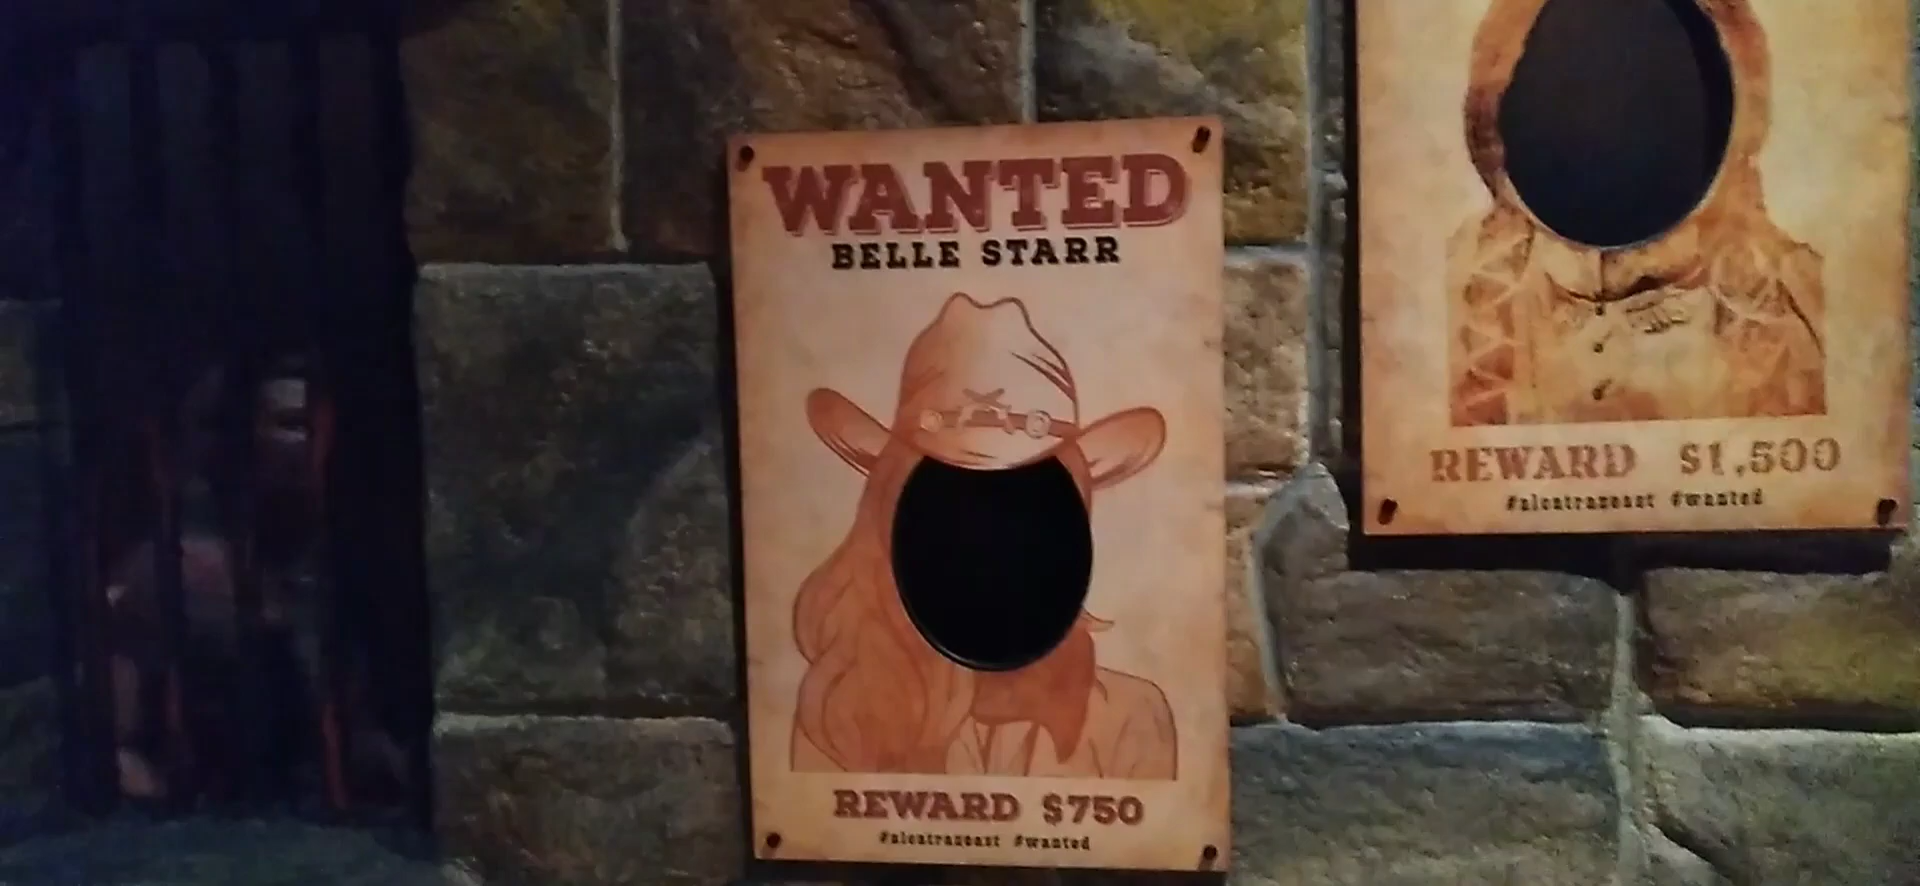 WANTED
BELLE STARR
REWARD $750
#alcatrazeast #wanted
REWARD $1,500
#alcatrazeast #wanted